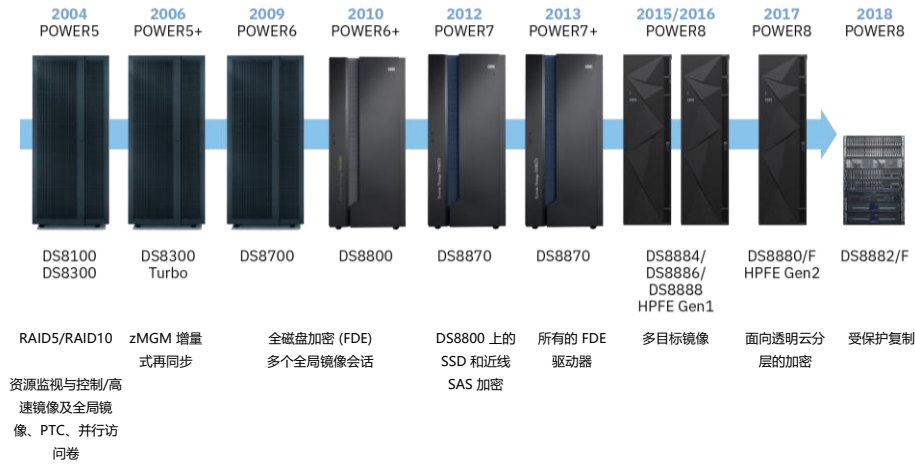 2004
POWER5
2006
POWER5+
2009
POWER6
2010
POWER6+
2012
POWER7
2013
POWER7+
2015/2016
POWER8
2017
POWER8
2018
POWER8
DS8100
DS8300
DS8300
Turbo
DS8700
DS8800
DS8870
DS8870
DS8884/
DS8886/
DS8888
HPFE Gen1
DS8880/F
HPFE Gen2
DS8882/F
RAID5/RAID10
资源监视与控制/高
速镜像及全局镜
像、PTC、并行访
问卷
zMGM 增量
式再同步
全磁盘加密 (FDE)
多个全局镜像会话
DS8800 上的
SSD 和近线
SAS 加密
所有的 FDE
驱动器
多目标镜像
面向透明云分
层的加密
受保护复制